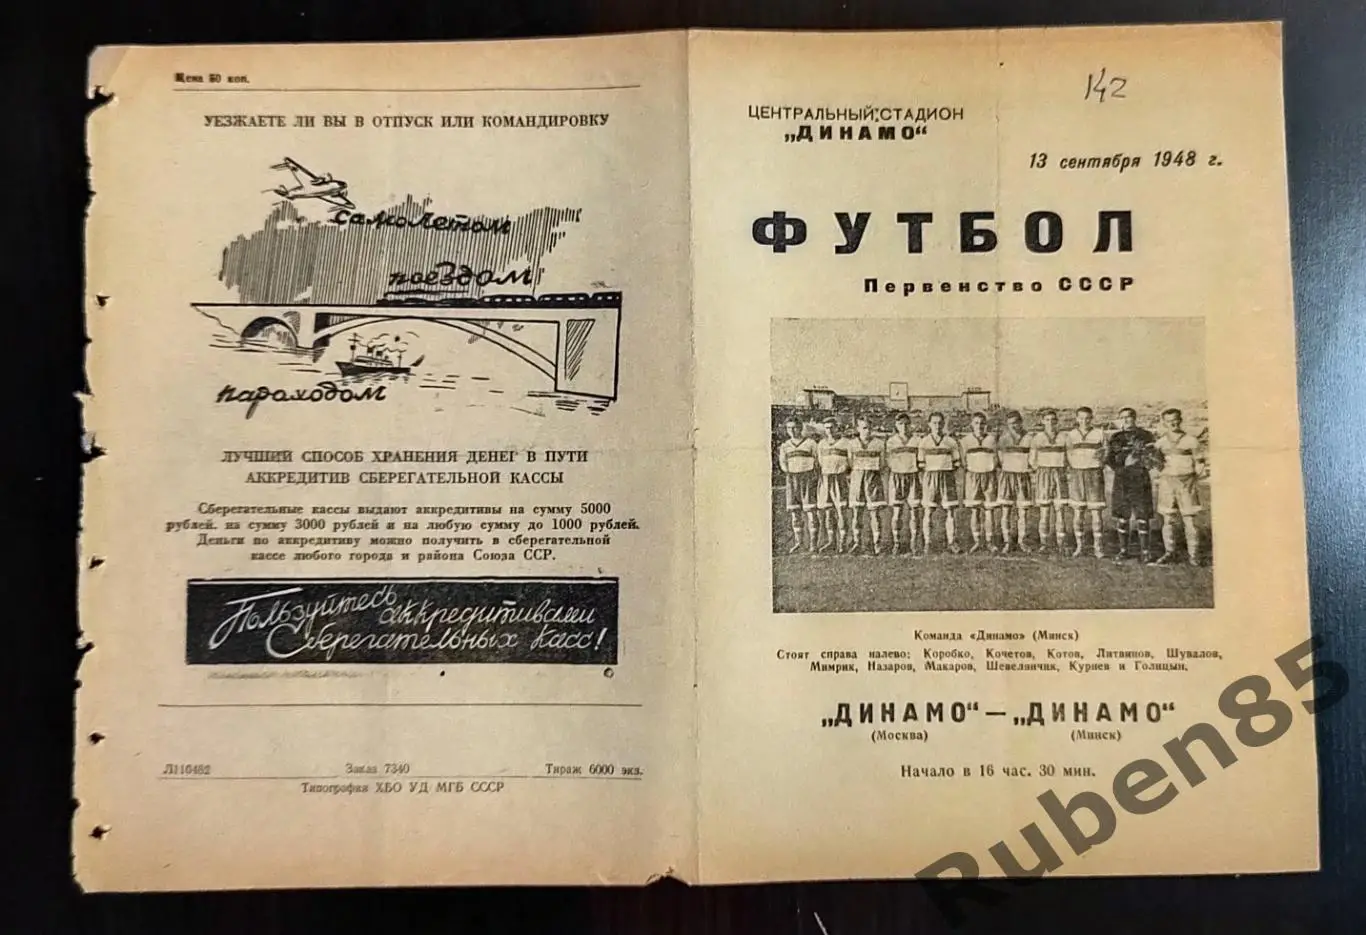 Цена 50 коп.
УЕЗЖАЕТЕ ЛИ ВЫ В ОТПУСК ИЛИ КОМАНДИРОВКУ
самолетом
поездом
пароходом
ЛУЧШИЙ СПОСОБ ХРАНЕНИЯ ДЕНЕГ В ПУТИ
АККРЕДИТИВ СБЕРЕГАТЕЛЬНОЙ КАССЫ
Сберегательные кассы выдают аккредитивы на сумму 5000
рублей, на сумму 3000 рублей и на любую сумму до 1000 рублей.
Деньги по аккредитиву можно получить в сберегательной
кассе любого города и района Союза ССР.
Пользуйтесь аккредитивами
Сберегательных касс!
Л110482 Заказ 7340 Тираж 6000 экз.
Типография ХБО УД МГБ СССР
142
ЦЕНТРАЛЬНЫЙ СТАДИОН
„ДИНАМО“
13 сентября 1948 г.
ФУТБОЛ
Первенство СССР
Команда «Динамо» (Минск)
Стоят справа налево: Коробко, Кочетов, Котов, Литвинов, Шувалов,
Мимрик, Назаров, Макаров, Шевелянчик, Курнев и Голицын.
„ДИНАМО“ — „ДИНАМО“
(Москва) (Минск)
Начало в 16 час. 30 мин.
Ruben85